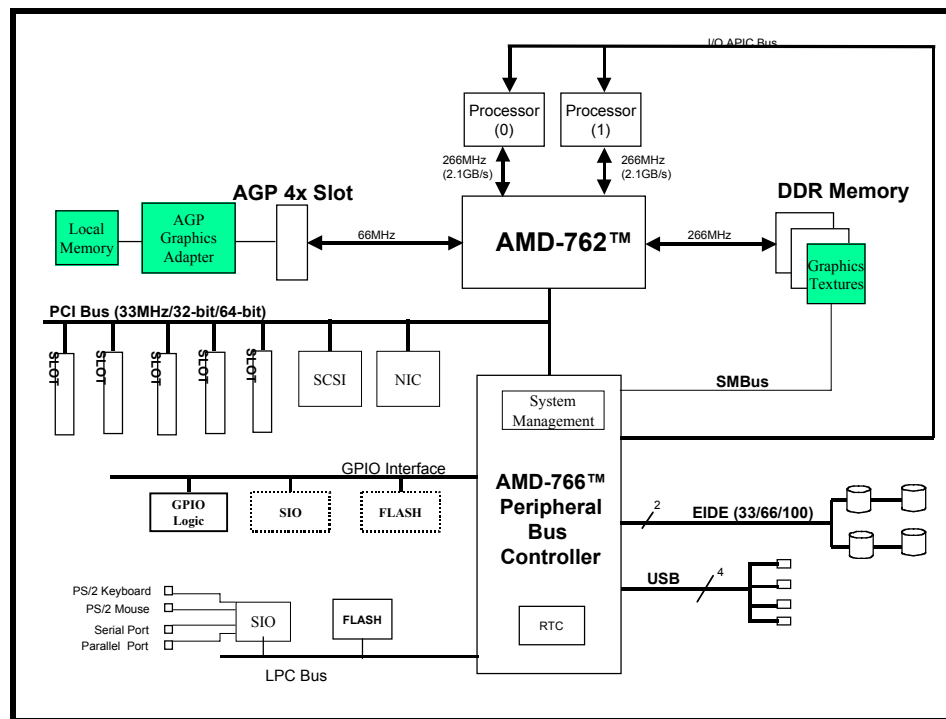 I/O APIC Bus
Processor
(0)
Processor
(1)
266MHz
(2.1GB/s)
266MHz
(2.1GB/s)
AGP 4x Slot
DDR Memory
Local
Memory
AGP
Graphics
Adapter
66MHz
AMD-762™
266MHz
Graphics
Textures
PCI Bus (33MHz/32-bit/64-bit)
SLOT
SLOT
SLOT
SLOT
SLOT
SCSI
NIC
SMBus
System
Management
GPIO Interface
AMD-766™
Peripheral
Bus
Controller
GPIO
Logic
SIO
FLASH
2
EIDE (33/66/100)
USB
4
PS/2 Keyboard
PS/2 Mouse
Serial Port
Parallel Port
SIO
FLASH
RTC
LPC Bus